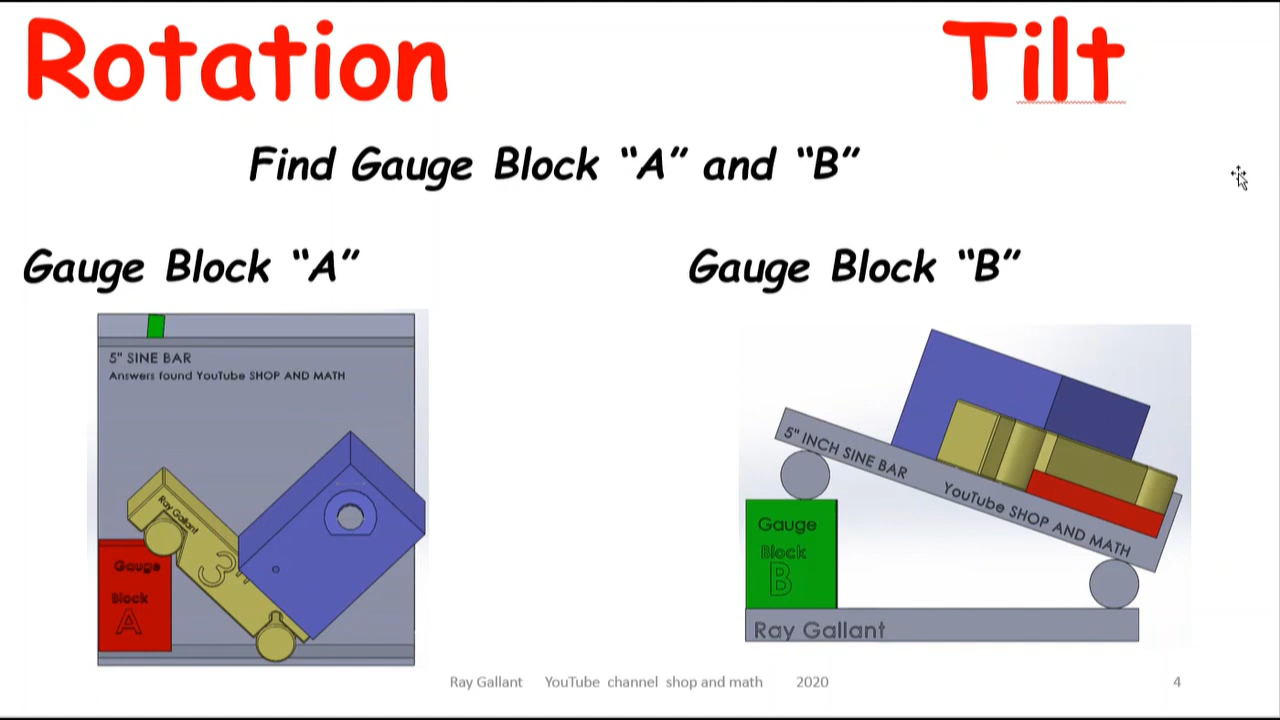 Rotation
Tilt
Find Gauge Block “A” and “B”
Gauge Block “A”
Gauge Block “B”
5" SINE BAR
Answers found YouTube SHOP AND MATH
Ray Gallant
3"
Gauge
Block
A
5" INCH SINE BAR
YouTube SHOP AND MATH
Gauge
Block
B
Ray Gallant
Ray Gallant YouTube channel shop and math 2020
4